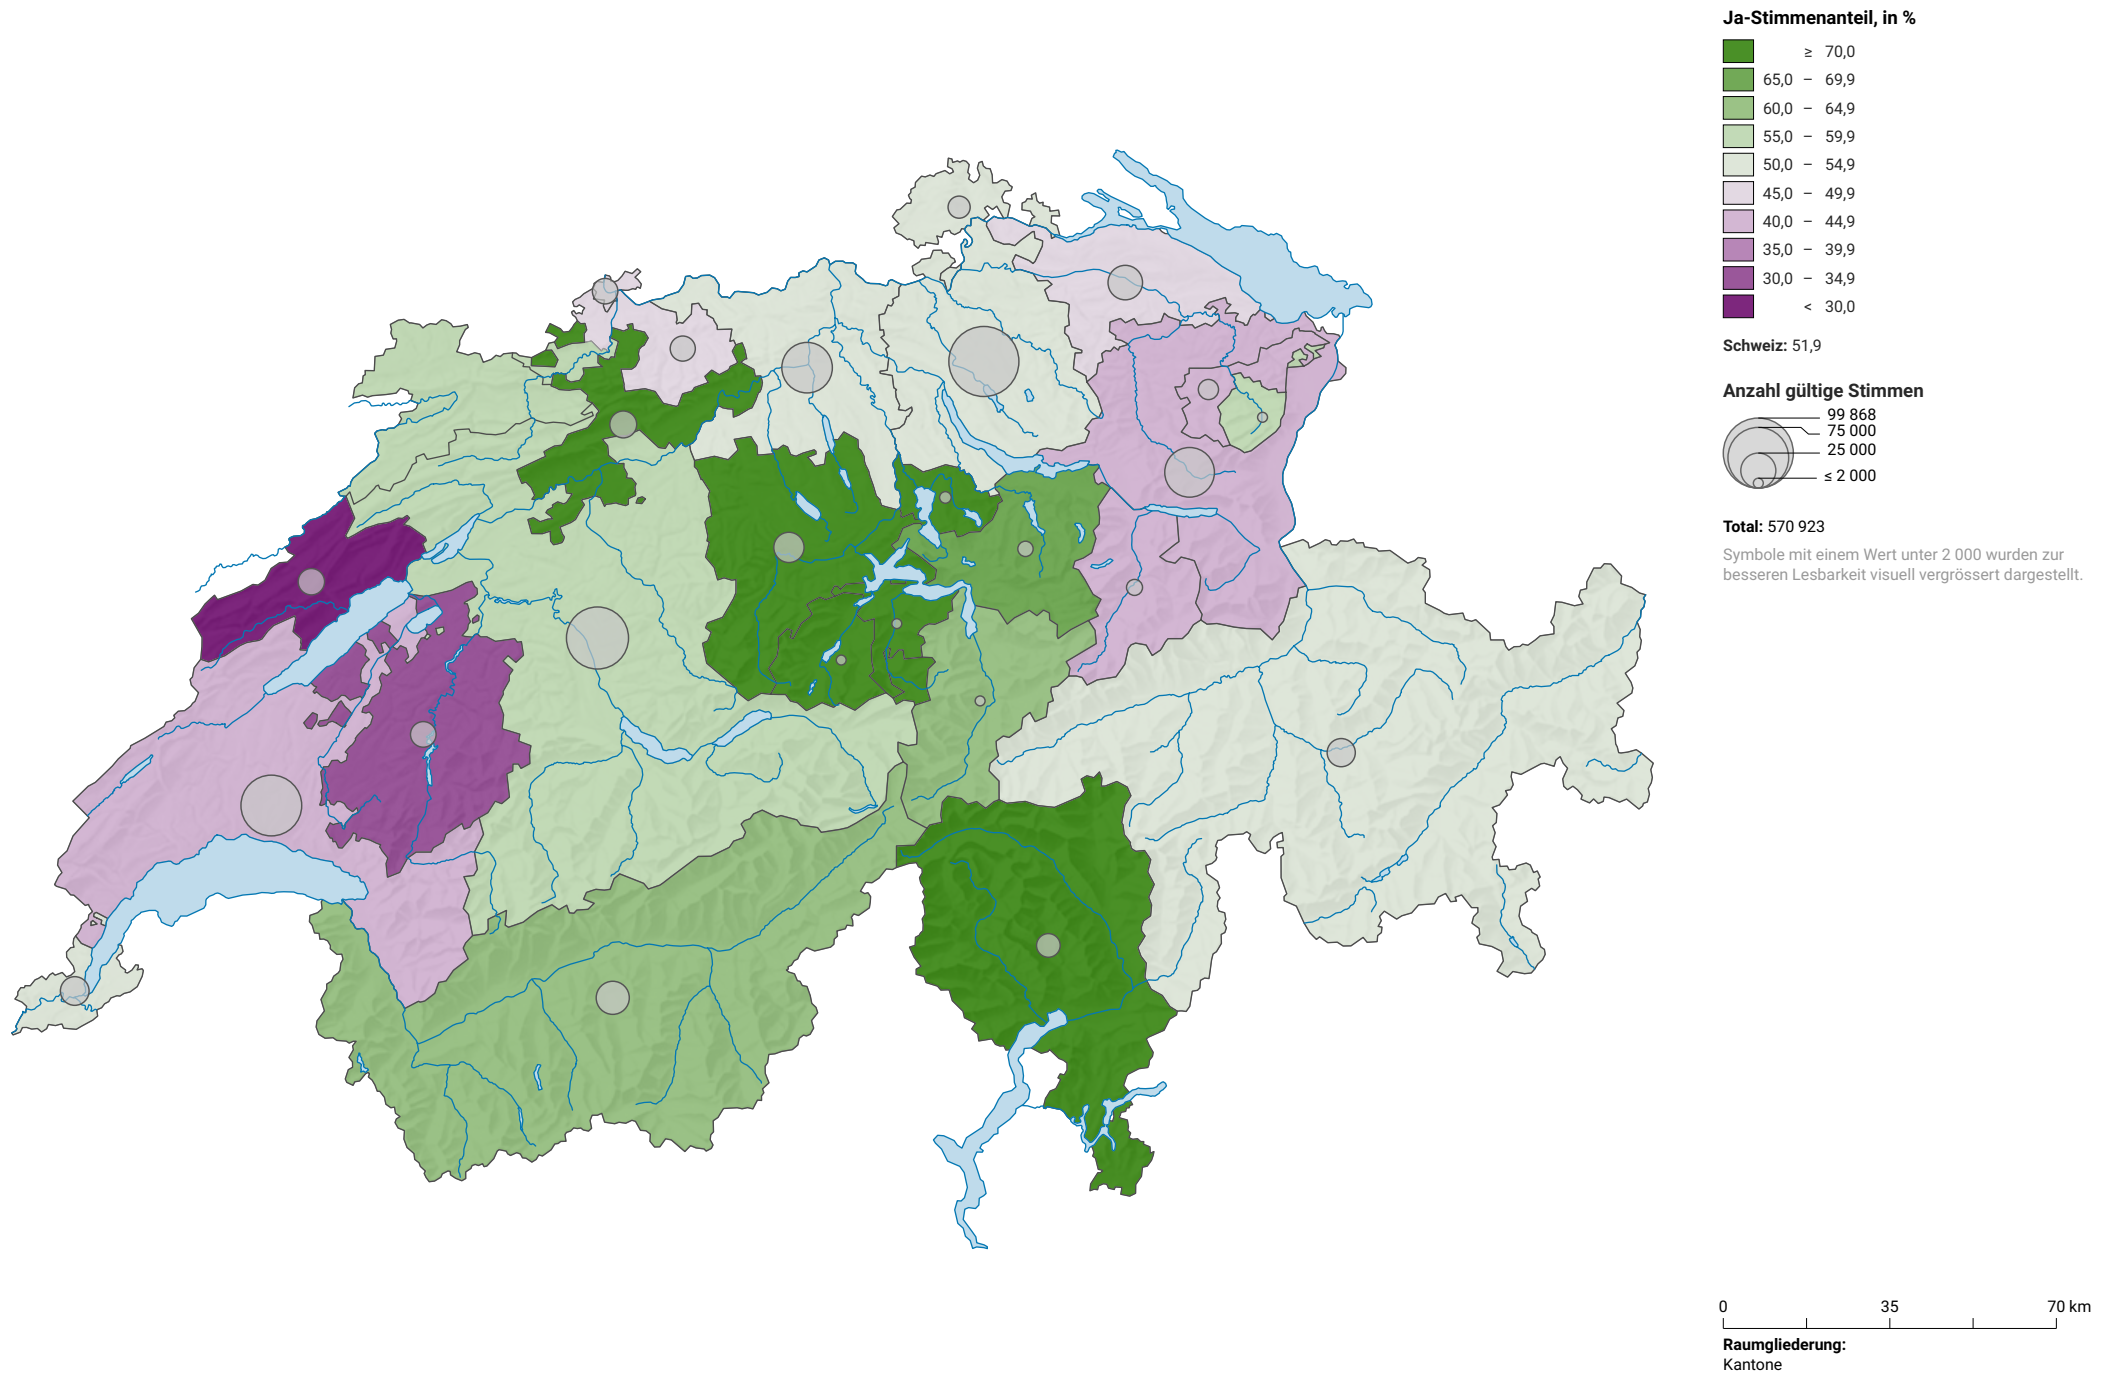 Ja-Stimmenanteil, in %
≥ 70,0
65,0 – 69,9
60,0 – 64,9
55,0 – 59,9
50,0 – 54,9
45,0 – 49,9
40,0 – 44,9
35,0 – 39,9
30,0 – 34,9
< 30,0
Schweiz: 51,9
Anzahl gültige Stimmen
99 868
75 000
25 000
≤ 2 000
Total: 570 923
Symbole mit einem Wert unter 2 000 wurden zur
besseren Lesbarkeit visuell vergrössert dargestellt.
0 35 70 km
Raumgliederung:
Kantone